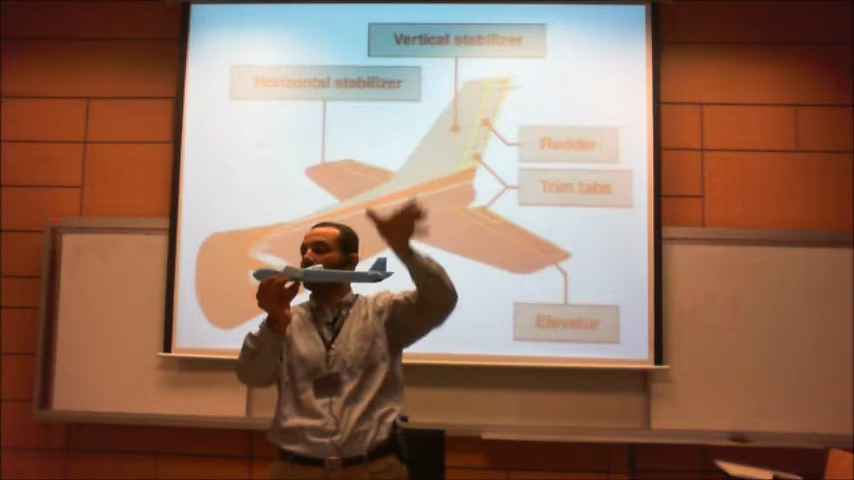 Vertical stabilizer
Horizontal stabilizer
Rudder
Trim tabs
Elevator